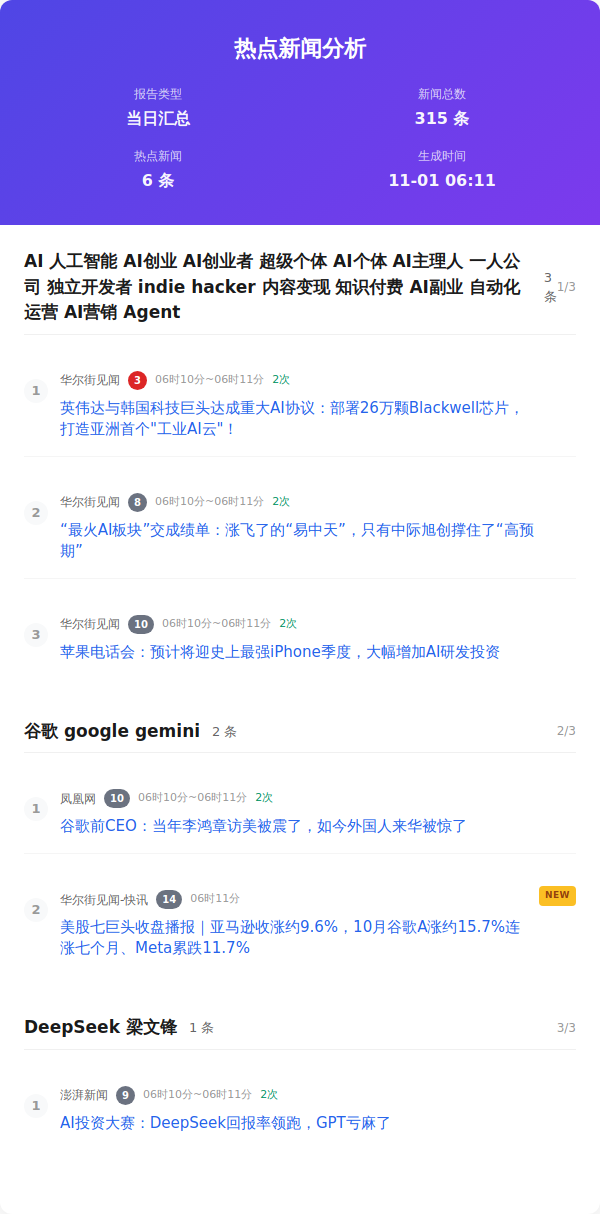 热点新闻分析
报告类型
当日汇总
新闻总数
315 条
热点新闻
6 条
生成时间
11-01 06:11
AI 人工智能 AI创业 AI创业者 超级个体 AI个体 AI主理人 一人公
司 独立开发者 indie hacker 内容变现 知识付费 AI副业 自动化
运营 AI营销 Agent
3
条
1/3
1
华尔街见闻 3 06时10分~06时11分 2次
英伟达与韩国科技巨头达成重大AI协议：部署26万颗Blackwell芯片，
打造亚洲首个"工业AI云"！
2
华尔街见闻 8 06时10分~06时11分 2次
“最火AI板块”交成绩单：涨飞了的“易中天”，只有中际旭创撑住了“高预
期”
3
华尔街见闻 10 06时10分~06时11分 2次
苹果电话会：预计将迎史上最强iPhone季度，大幅增加AI研发投资
谷歌 google gemini 2 条 2/3
1
凤凰网 10 06时10分~06时11分 2次
谷歌前CEO：当年李鸿章访美被震了，如今外国人来华被惊了
2
华尔街见闻-快讯 14 06时11分 NEW
美股七巨头收盘播报｜亚马逊收涨约9.6%，10月谷歌A涨约15.7%连
涨七个月、Meta累跌11.7%
DeepSeek 梁文锋 1 条 3/3
1
澎湃新闻 9 06时10分~06时11分 2次
AI投资大赛：DeepSeek回报率领跑，GPT亏麻了